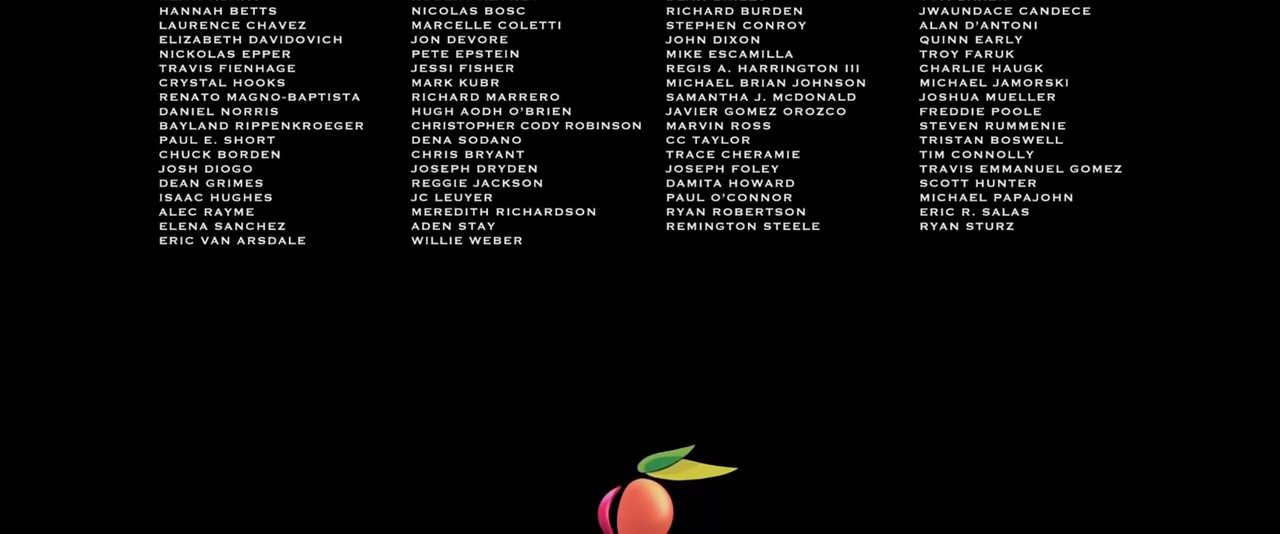 HANNAH BETTS
LAURENCE CHAVEZ
ELIZABETH DAVIDOVICH
NICKOLAS EPPER
TRAVIS FIENHAGE
CRYSTAL HOOKS
RENATO MAGNO-BAPTISTA
DANIEL NORRIS
BAYLAND RIPPENKROEGER
PAUL E. SHORT
CHUCK BORDEN
JOSH DIOGO
DEAN GRIMES
ISAAC HUGHES
ALEC RAYME
ELENA SANCHEZ
ERIC VAN ARSDALE
NICOLAS BOSC
MARCELLE COLETTI
JON DEVORE
PETE EPSTEIN
JESSI FISHER
MARK KUBR
RICHARD MARRERO
HUGH AODH O'BRIEN
CHRISTOPHER CODY ROBINSON
DENA SODANO
CHRIS BRYANT
JOSEPH DRYDEN
REGGIE JACKSON
JC LEUYER
MEREDITH RICHARDSON
ADEN STAY
WILLIE WEBER
RICHARD BURDEN
STEPHEN CONROY
JOHN DIXON
MIKE ESCAMILLA
REGIS A. HARRINGTON III
MICHAEL BRIAN JOHNSON
SAMANTHA J. McDONALD
JAVIER GOMEZ OROZCO
MARVIN ROSS
CC TAYLOR
TRACE CHERAMIE
JOSEPH FOLEY
DAMITA HOWARD
PAUL O'CONNOR
RYAN ROBERTSON
REMINGTON STEELE
JWAUNDACE CANDECE
ALAN D'ANTONI
QUINN EARLY
TROY FARUK
CHARLIE HAUGK
MICHAEL JAMORSKI
JOSHUA MUELLER
FREDDIE POOLE
STEVEN RUMMENIE
TRISTAN BOSWELL
TIM CONNOLLY
TRAVIS EMMANUEL GOMEZ
SCOTT HUNTER
MICHAEL PAPAJOHN
ERIC R. SALAS
RYAN STURZ